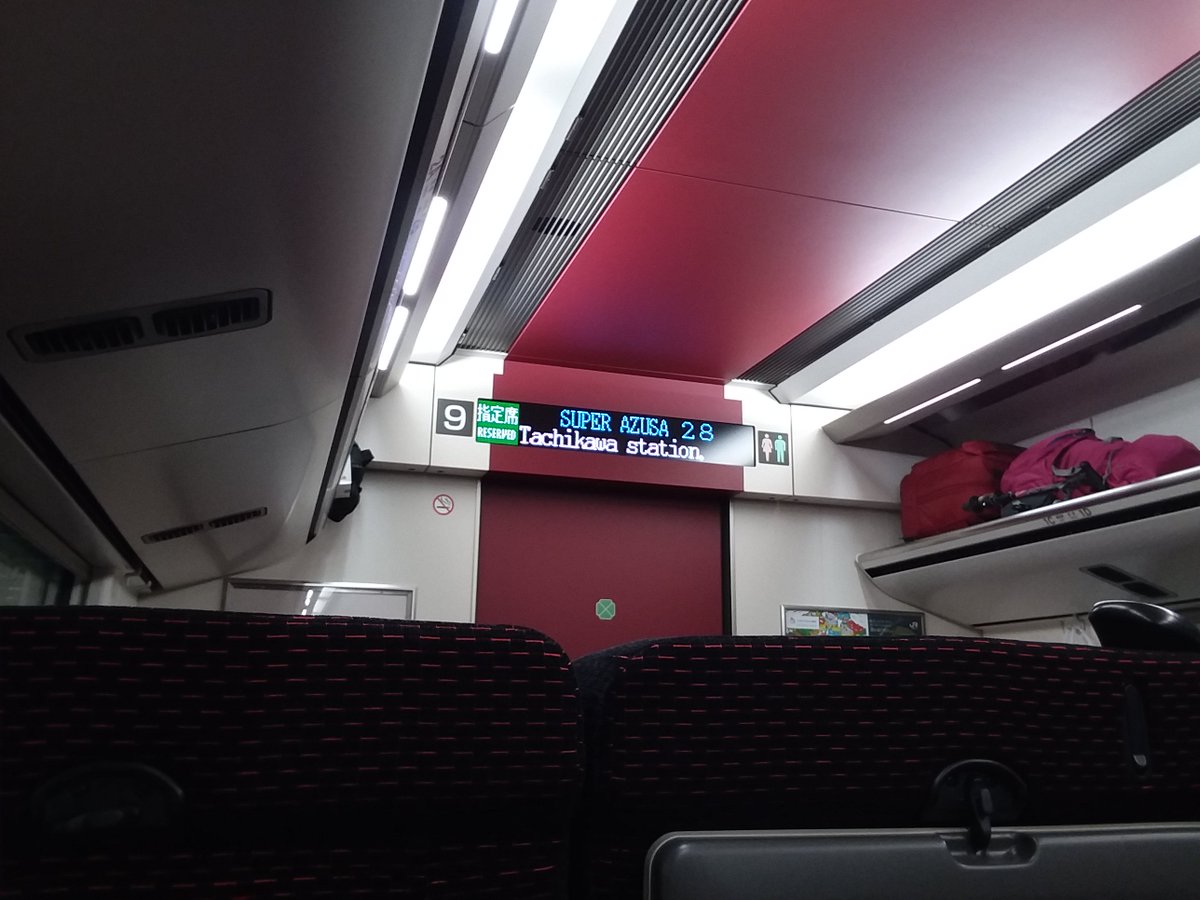 9
指定席
RESERVED
SUPER AZUSA 28
Tachikawa station.